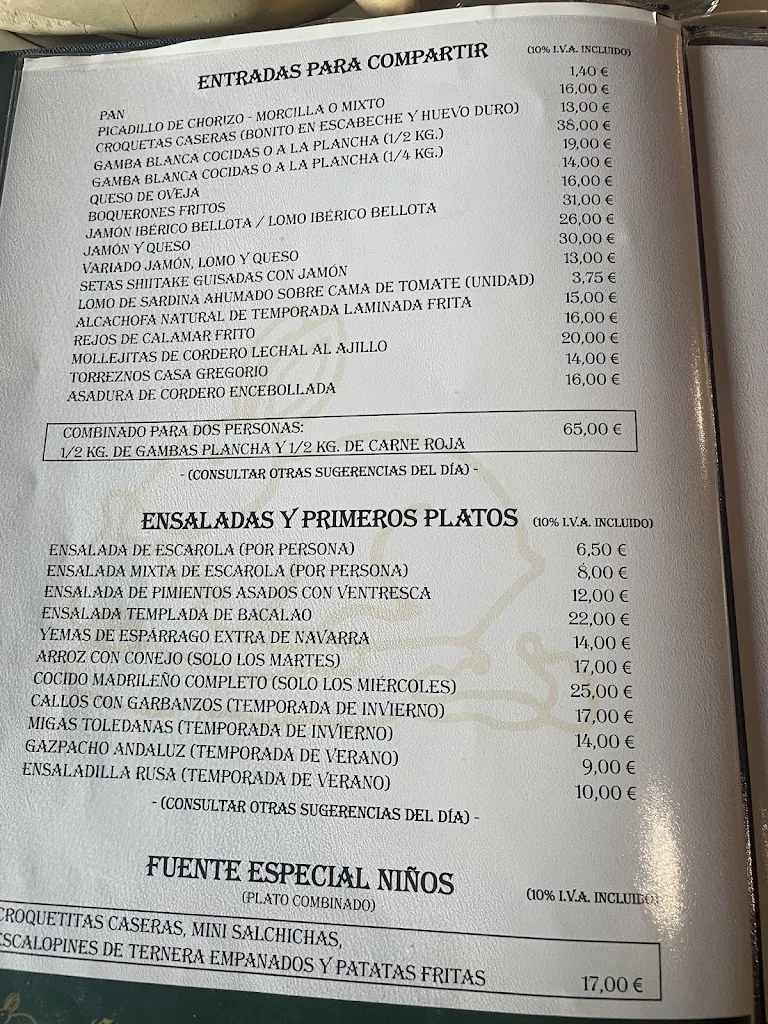 ENTRADAS PARA COMPARTIR (10% I.V.A. INCLUIDO)
PAN 1,40 €
PICADILLO DE CHORIZO - MORCILLA O MIXTO 16,00 €
CROQUETAS CASERAS (BONITO EN ESCABECHE Y HUEVO DURO) 13,00 €
GAMBA BLANCA COCIDAS O A LA PLANCHA (1/2 KG.) 38,00 €
GAMBA BLANCA COCIDAS O A LA PLANCHA (1/4 KG.) 19,00 €
QUESO DE OVEJA 14,00 €
BOQUERONES FRITOS 16,00 €
JAMÓN IBÉRICO BELLOTA / LOMO IBÉRICO BELLOTA 31,00 €
JAMÓN Y QUESO 26,00 €
VARIADO JAMÓN, LOMO Y QUESO 30,00 €
SETAS SHIITAKE GUISADAS CON JAMÓN 13,00 €
LOMO DE SARDINA AHUMADO SOBRE CAMA DE TOMATE (UNIDAD) 3,75 €
ALCACHOFA NATURAL DE TEMPORADA LAMINADA FRITA 15,00 €
REJOS DE CALAMAR FRITO 16,00 €
MOLLEJITAS DE CORDERO LECHAL AL AJILLO 20,00 €
TORREZNOS CASA GREGORIO 14,00 €
ASADURA DE CORDERO ENCEBOLLADA 16,00 €
COMBINADO PARA DOS PERSONAS: 65,00 €
1/2 KG. DE GAMBAS PLANCHA Y 1/2 KG. DE CARNE ROJA
- (CONSULTAR OTRAS SUGERENCIAS DEL DÍA) -
ENSALADAS Y PRIMEROS PLATOS (10% I.V.A. INCLUIDO)
ENSALADA DE ESCAROLA (POR PERSONA) 6,50 €
ENSALADA MIXTA DE ESCAROLA (POR PERSONA) 8,00 €
ENSALADA DE PIMIENTOS ASADOS CON VENTRESCA 12,00 €
ENSALADA TEMPLADA DE BACALAO 22,00 €
YEMAS DE ESPÁRRAGO EXTRA DE NAVARRA 14,00 €
ARROZ CON CONEJO (SOLO LOS MARTES) 17,00 €
COCIDO MADRILEÑO COMPLETO (SOLO LOS MIÉRCOLES) 25,00 €
CALLOS CON GARBANZOS (TEMPORADA DE INVIERNO) 17,00 €
MIGAS TOLEDANAS (TEMPORADA DE INVIERNO) 14,00 €
GAZPACHO ANDALUZ (TEMPORADA DE VERANO) 9,00 €
ENSALADILLA RUSA (TEMPORADA DE VERANO) 10,00 €
- (CONSULTAR OTRAS SUGERENCIAS DEL DÍA) -
FUENTE ESPECIAL NIÑOS
(PLATO COMBINADO) (10% I.V.A. INCLUIDO)
CROQUETITAS CASERAS, MINI SALCHICHAS,
ESCALOPINES DE TERNERA EMPANADOS Y PATATAS FRITAS 17,00 €